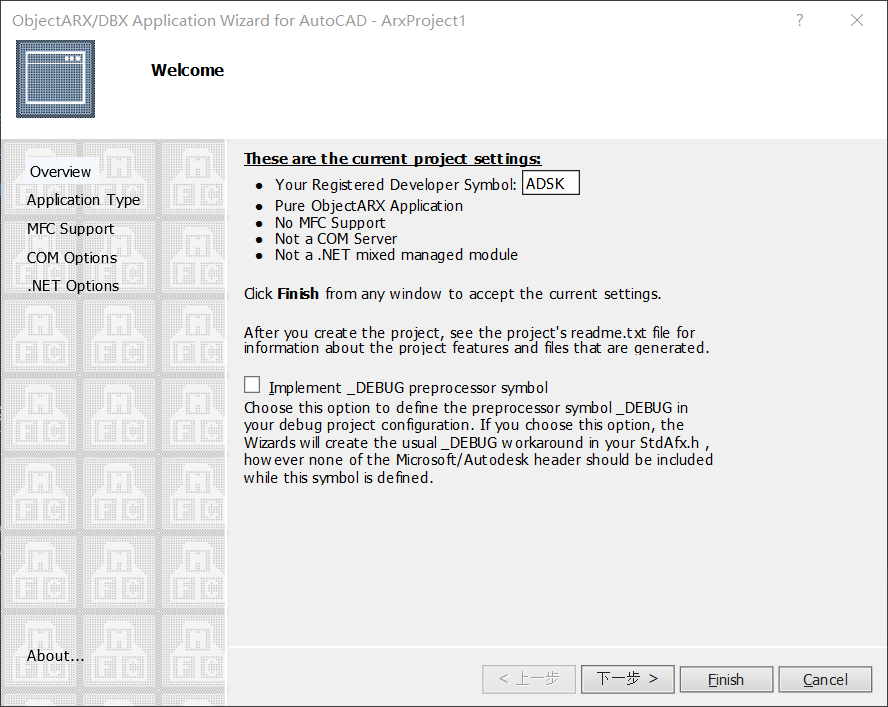 ObjectARX/DBX Application Wizard for AutoCAD - ArxProject1
Welcome
Overview
Application Type
MFC Support
COM Options
.NET Options
About...
These are the current project settings:
Your Registered Developer Symbol: ADSK
Pure ObjectARX Application
No MFC Support
Not a COM Server
Not a .NET mixed managed module
Click Finish from any window to accept the current settings.
After you create the project, see the project's readme.txt file for
information about the project features and files that are generated.
Implement _DEBUG preprocessor symbol
Choose this option to define the preprocessor symbol _DEBUG in
your debug project configuration. If you choose this option, the
Wizards will create the usual _DEBUG workaround in your StdAfx.h ,
however none of the Microsoft/Autodesk header should be included
while this symbol is defined.
< 上一步
下一步 >
Finish
Cancel